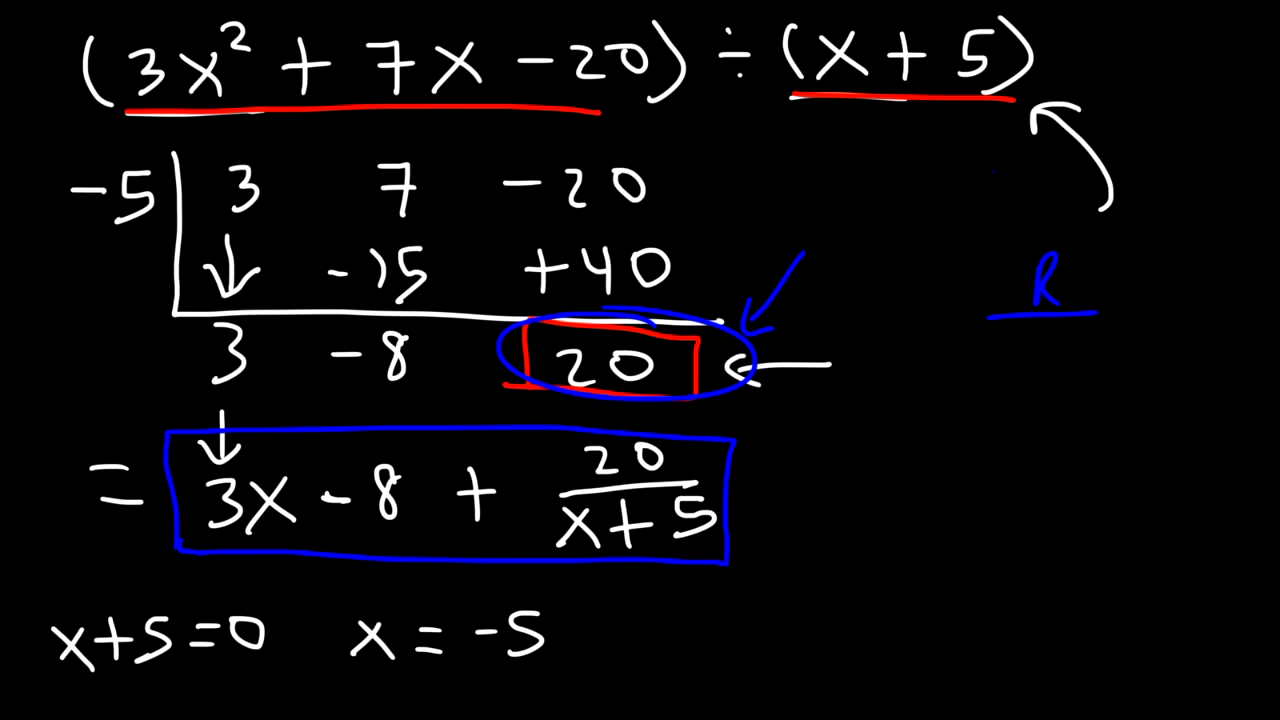 (3x² + 7x - 20) ÷ (x + 5)
-5 | 3 7 -20
-15 +40
R
3 -8 20
= 3x - 8 + 20/(x+5)
x+5=0 x = -5